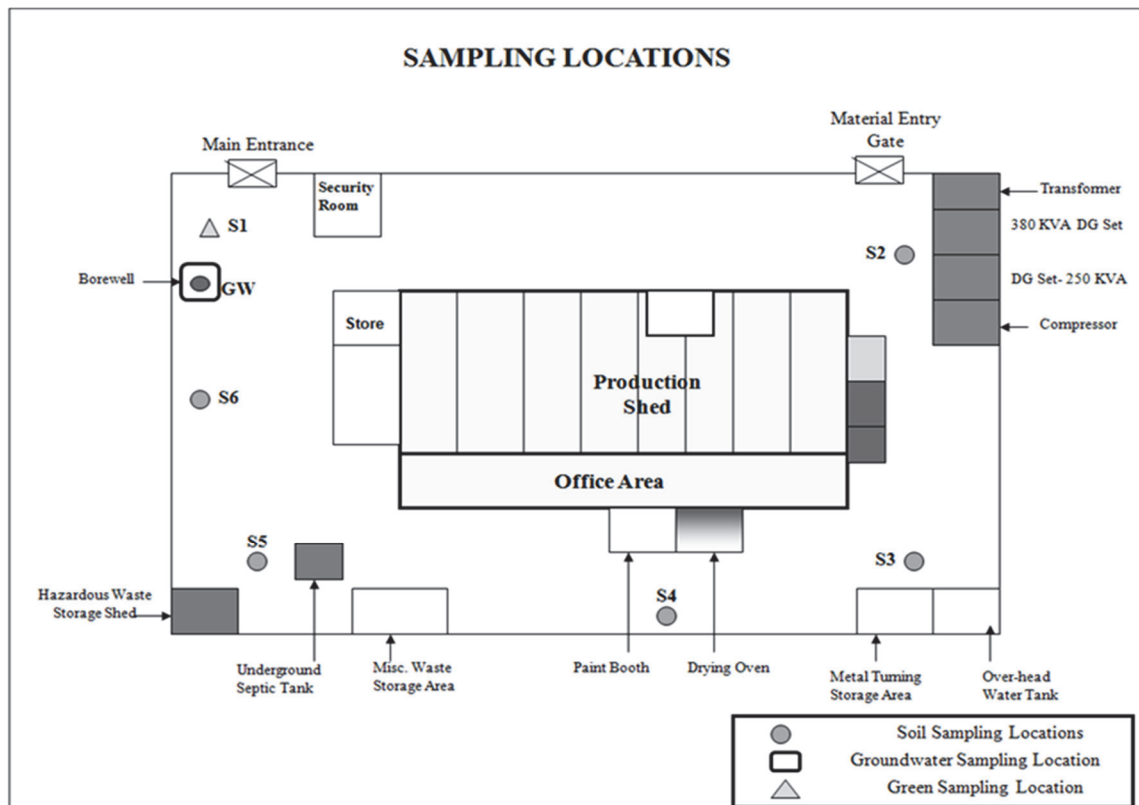 SAMPLING LOCATIONS
Main Entrance
Material Entry
Gate
Security
Room
Transformer
S1
380 KVA DG Set
S2
Borewell
GW
DG Set- 250 KVA
Store
Compressor
Production
Shed
S6
Office Area
S5
S3
Hazardous Waste
Storage Shed
S4
Underground
Septic Tank
Misc. Waste
Storage Area
Paint Booth
Drying Oven
Metal Turning
Storage Area
Over-head
Water Tank
Soil Sampling Locations
Groundwater Sampling Location
Green Sampling Location